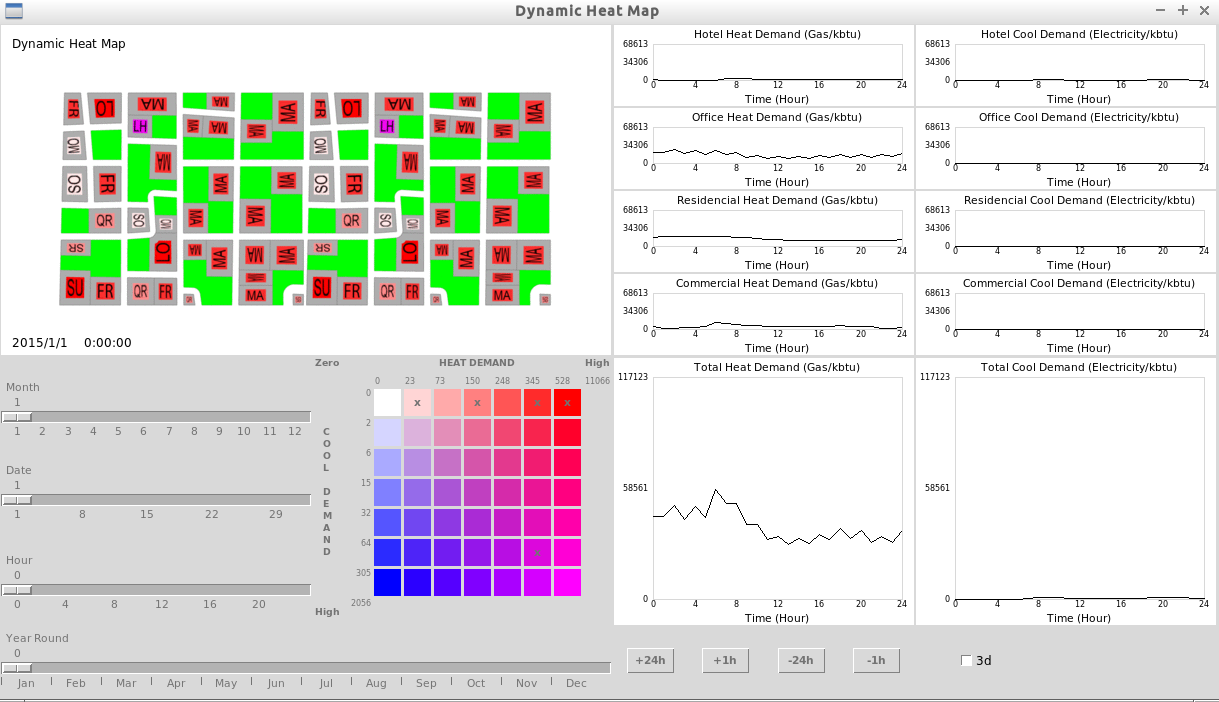 Dynamic Heat Map
Dynamic Heat Map
FR LO MA MA MA FR LO MA MA MA
LH MA MA MA LH MA MA MA
OM MA OM MA
SO FR MA MA SO FR MA MA
QR SO OM MA MA QR SO OM MA MA
SR LO MA MA MA MA SR LO MA MA MA MA
SU FR QR FR MA SU FR QR FR MA
2015/1/1 0:00:00
Hotel Heat Demand (Gas/kbtu)
68613
34306
0
0 4 8 12 16 20 24
Time (Hour)
Hotel Cool Demand (Electricity/kbtu)
68613
34306
0
0 4 8 12 16 20 24
Time (Hour)
Office Heat Demand (Gas/kbtu)
68613
34306
0
0 4 8 12 16 20 24
Time (Hour)
Office Cool Demand (Electricity/kbtu)
68613
34306
0
0 4 8 12 16 20 24
Time (Hour)
Residencial Heat Demand (Gas/kbtu)
68613
34306
0
0 4 8 12 16 20 24
Time (Hour)
Residencial Cool Demand (Electricity/kbtu)
68613
34306
0
0 4 8 12 16 20 24
Time (Hour)
Commercial Heat Demand (Gas/kbtu)
68613
34306
0
0 4 8 12 16 20 24
Time (Hour)
Commercial Cool Demand (Electricity/kbtu)
68613
34306
0
0 4 8 12 16 20 24
Time (Hour)
Total Heat Demand (Gas/kbtu)
117123
58561
0
0 4 8 12 16 20 24
Time (Hour)
Total Cool Demand (Electricity/kbtu)
117123
58561
0
0 4 8 12 16 20 24
Time (Hour)
Month
1
1 2 3 4 5 6 7 8 9 10 11 12
Date
1
1 8 15 22 29
Hour
0
0 4 8 12 16 20
Year Round
0
Jan Feb Mar Apr May Jun Jul Aug Sep Oct Nov Dec
Zero HEAT DEMAND High
0 23 73 150 248 345 528 11066
0
x x x x
2
6
15
32
64
x
305
2056
COOL DEMAND
High
+24h +1h -24h -1h
3d